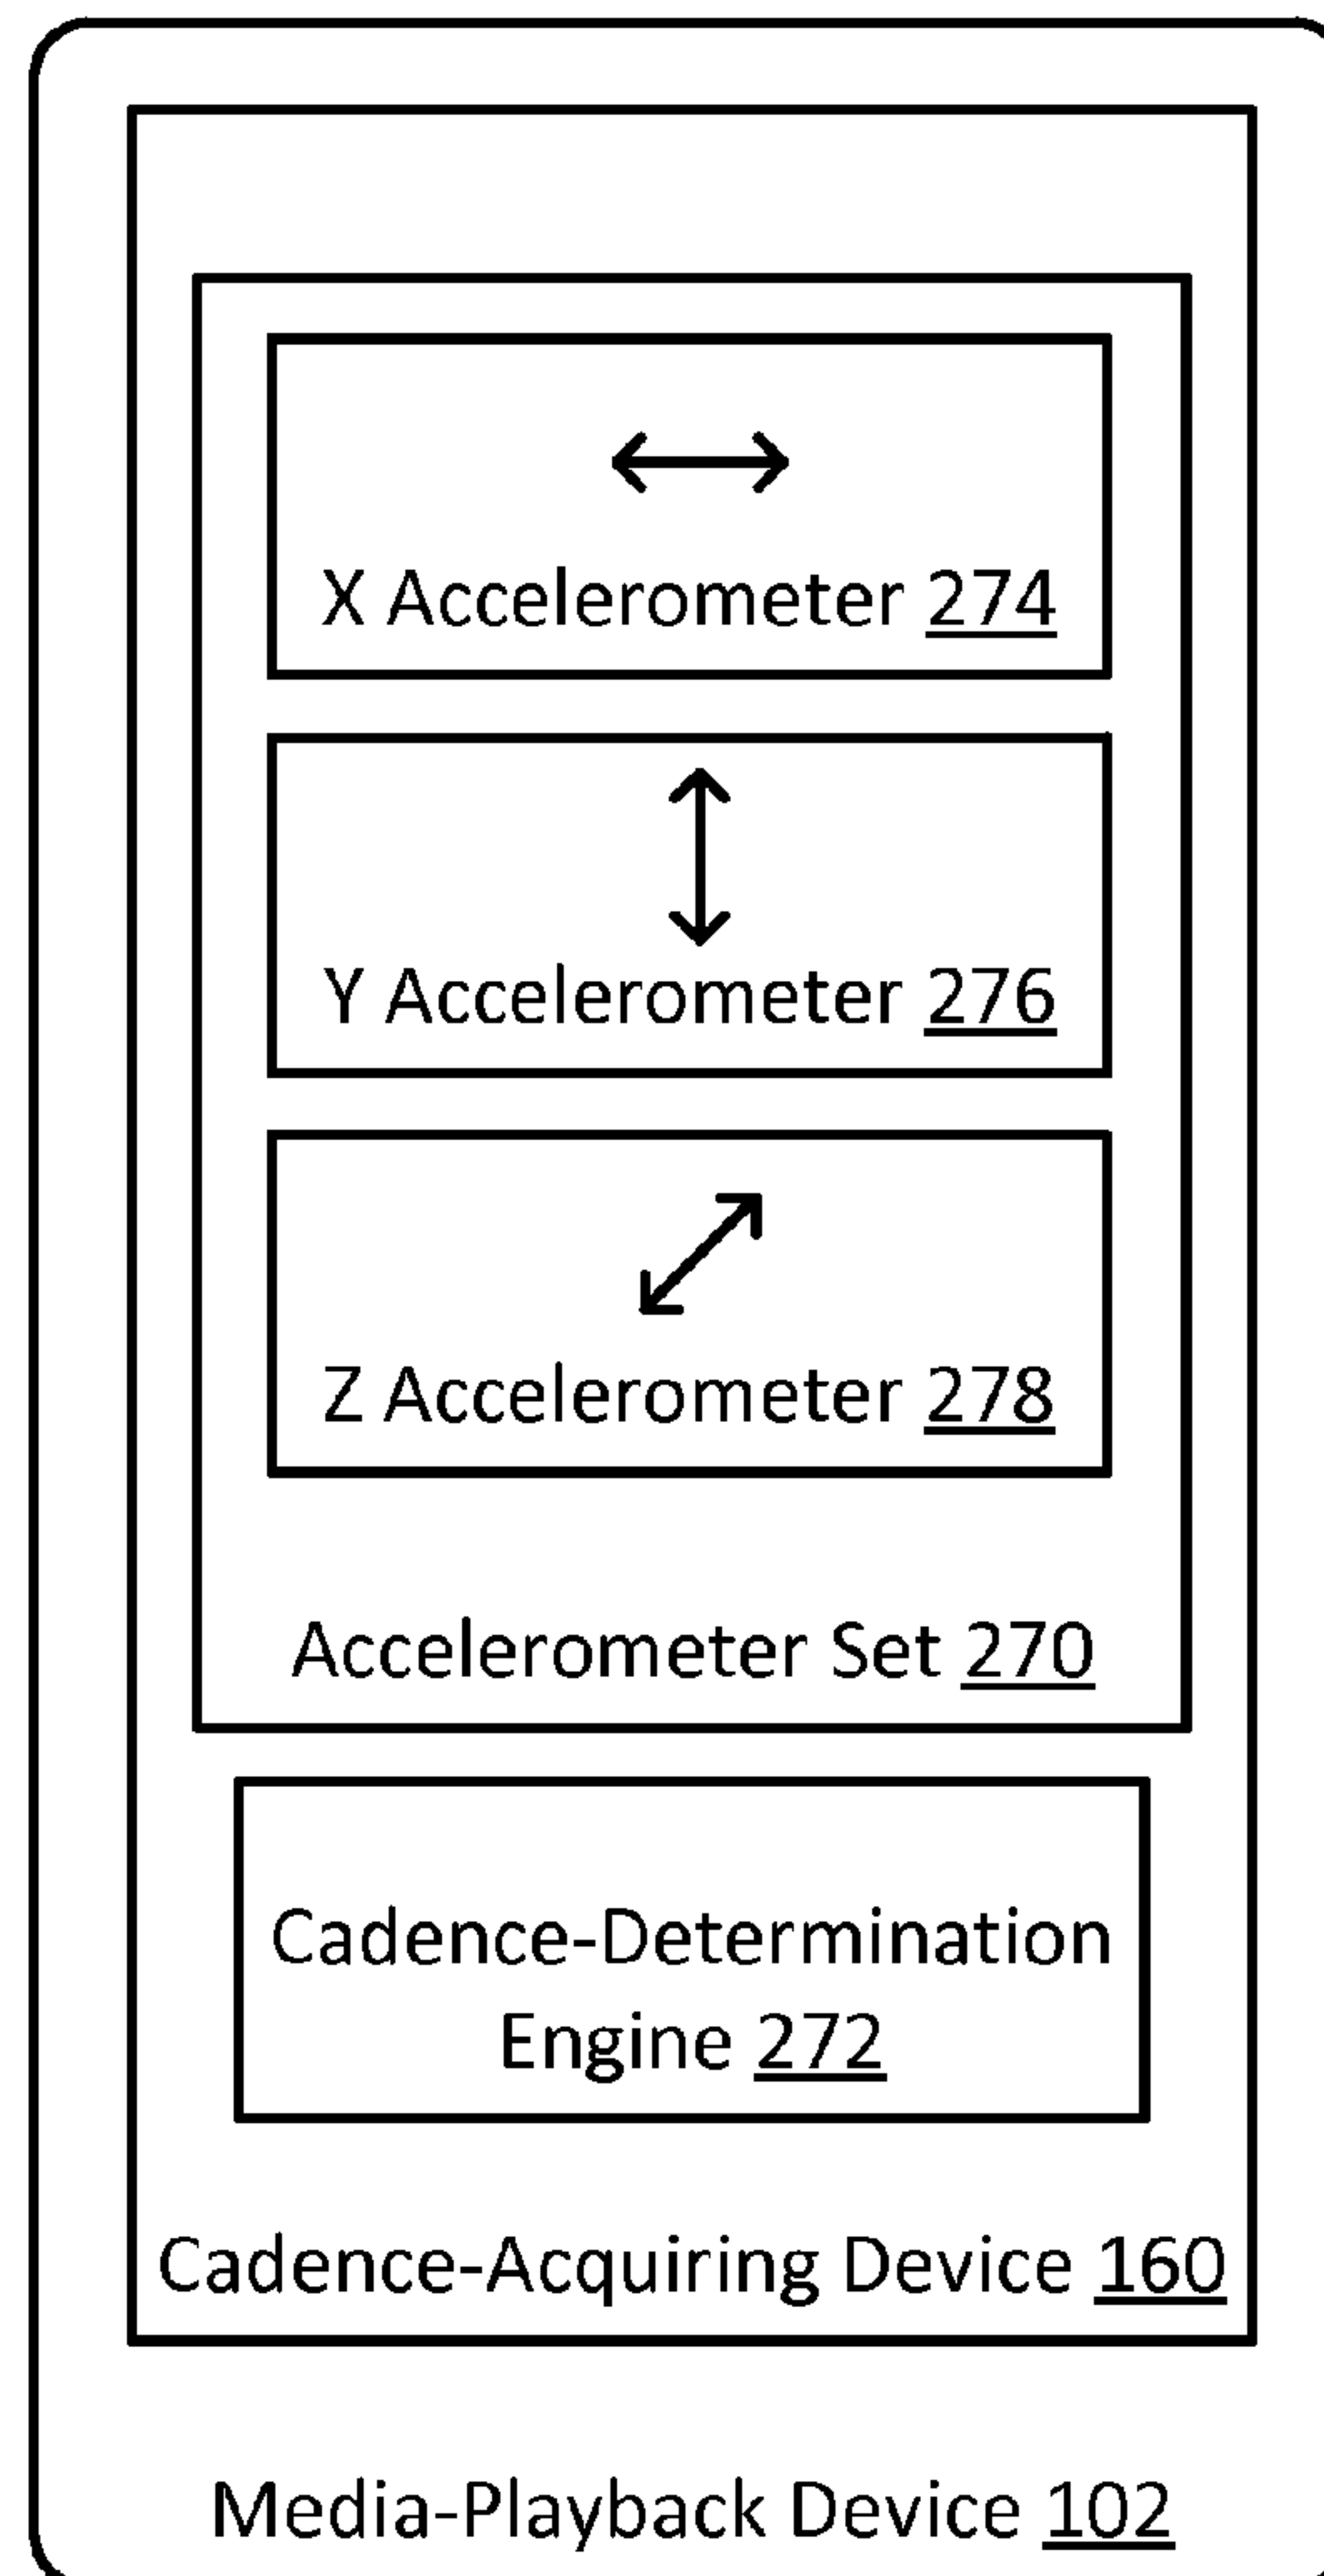 X Accelerometer 274
Y Accelerometer 276
Z Accelerometer 278
Accelerometer Set 270
Cadence-Determination
Engine 272
Cadence-Acquiring Device 160
Media-Playback Device 102